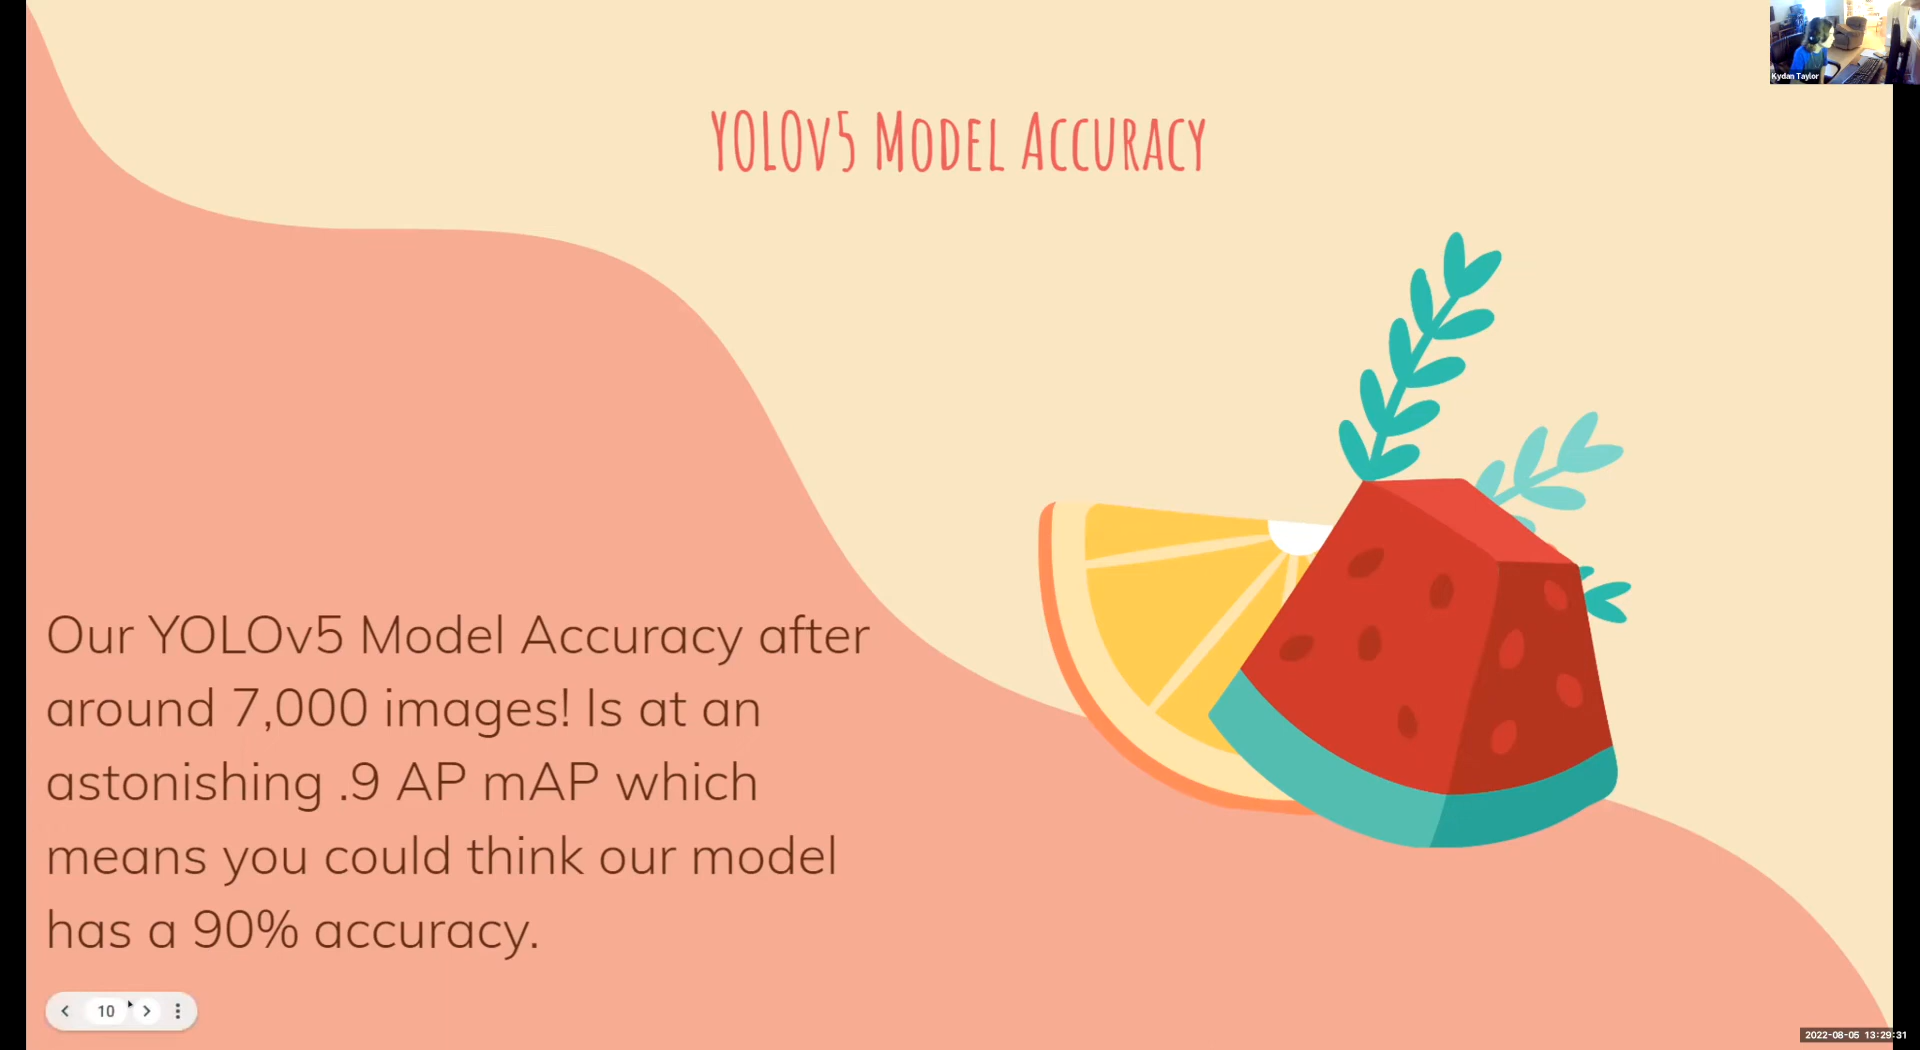 Kydan Taylor
YOLOv5 Model Accuracy
Our YOLOv5 Model Accuracy after
around 7,000 images! Is at an
astonishing .9 AP mAP which
means you could think our model
has a 90% accuracy.
10
2022-08-05 13:29:31